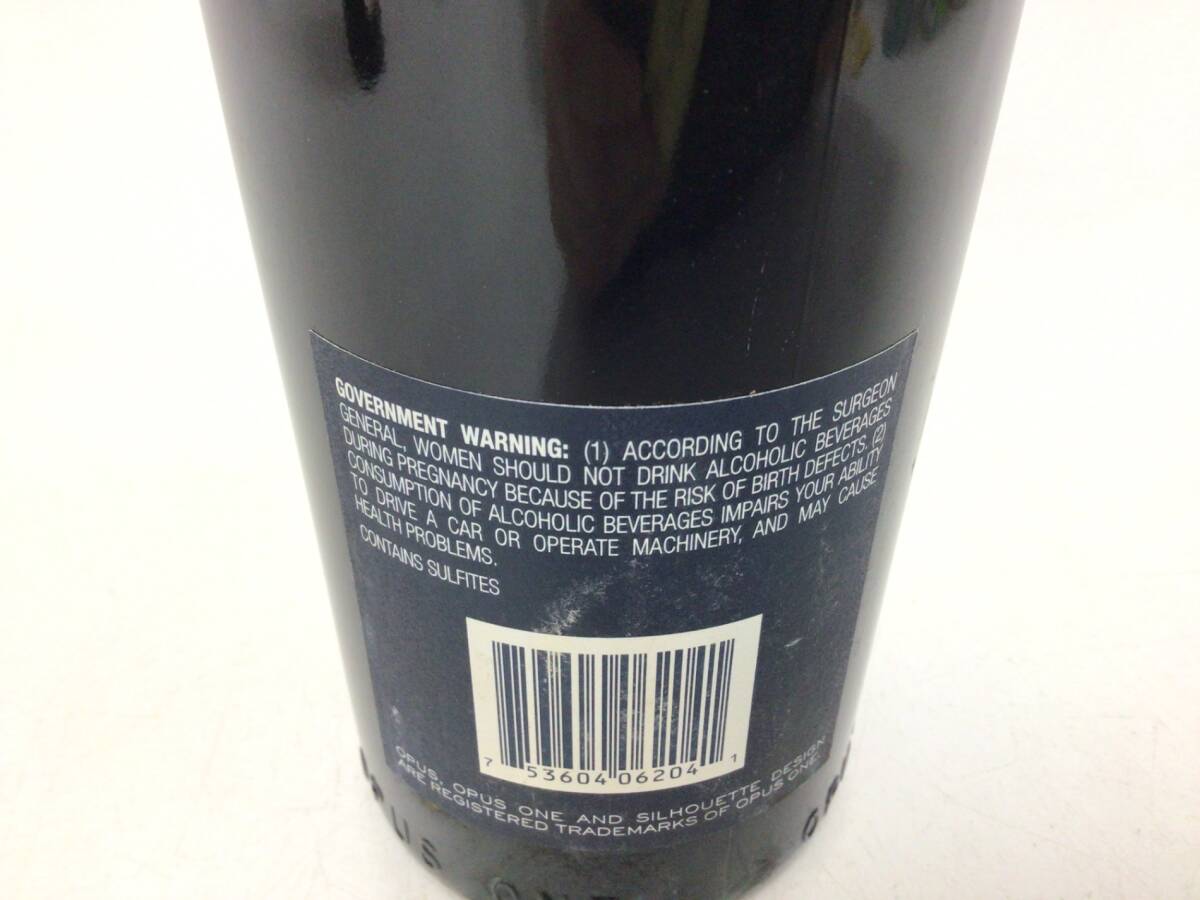 GOVERNMENT WARNING: (1) ACCORDING TO THE SURGEON
GENERAL, WOMEN SHOULD NOT DRINK ALCOHOLIC BEVERAGES
DURING PREGNANCY BECAUSE OF THE RISK OF BIRTH DEFECTS. (2)
CONSUMPTION OF ALCOHOLIC BEVERAGES IMPAIRS YOUR ABILITY
TO DRIVE A CAR OR OPERATE MACHINERY, AND MAY CAUSE
HEALTH PROBLEMS.
CONTAINS SULFITES
7 53604 06204 1
OPUS, OPUS ONE AND SILHOUETTE DESIGN
ARE REGISTERED TRADEMARKS OF OPUS ONE.